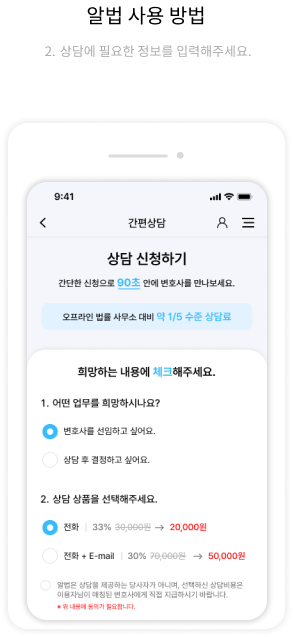 알법 사용 방법
2. 상담에 필요한 정보를 입력해주세요.
9:41
간편상담
상담 신청하기
간단한 신청으로 90초 안에 변호사를 만나보세요.
오프라인 법률 사무소 대비 약 1/5 수준 상담료
희망하는 내용에 체크해주세요.
1. 어떤 업무를 희망하시나요?
변호사를 선임하고 싶어요.
상담 후 결정하고 싶어요.
2. 상담 상품을 선택해주세요.
전화 | 33% 30,000원 → 20,000원
전화 + E-mail | 30% 70,000원 → 50,000원
알법은 상담을 제공하는 당사자가 아니며, 선택하신 상담비용은
이용자님이 매칭된 변호사에게 직접 지급하시기 바랍니다.
* 위 내용에 동의가 필요합니다.